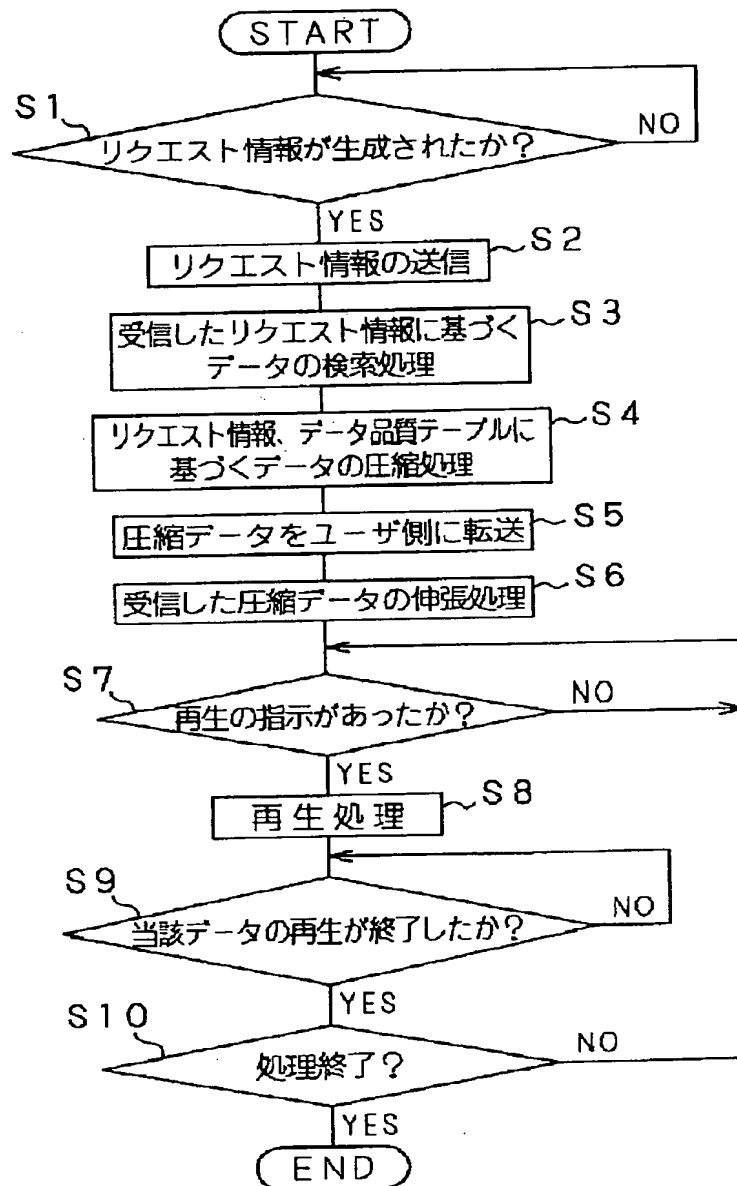 START
S1
リクエスト情報が生成されたか?
NO
YES
リクエスト情報の送信
S2
受信したリクエスト情報に基づく
データの検索処理
S3
リクエスト情報、データ品質テーブルに
基づくデータの圧縮処理
S4
圧縮データをユーザ側に転送
S5
受信した圧縮データの伸張処理
S6
S7
再生の指示があったか?
NO
YES
再生処理
S8
S9
当該データの再生が終了したか?
NO
YES
S10
処理終了?
NO
YES
END